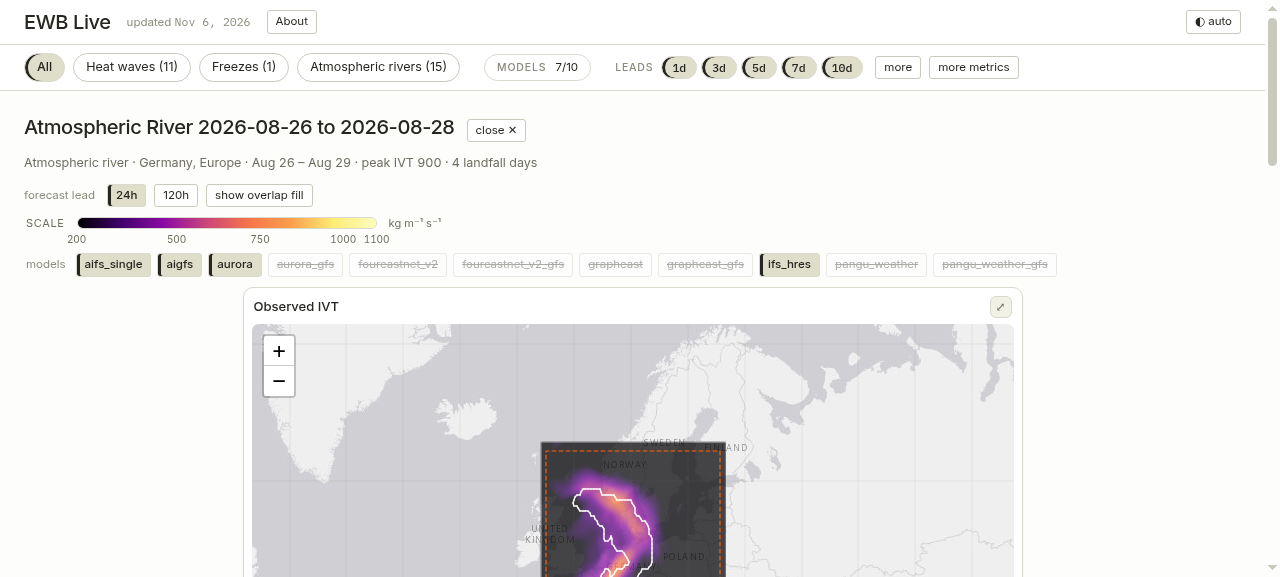 EWB Live updated Nov 6, 2026 About auto
All Heat waves (11) Freezes (1) Atmospheric rivers (15) MODELS 7/10 LEADS 1d 3d 5d 7d 10d more more metrics
Atmospheric River 2026-08-26 to 2026-08-28 close ✕
Atmospheric river · Germany, Europe · Aug 26 – Aug 29 · peak IVT 900 · 4 landfall days
forecast lead 24h 120h show overlap fill
SCALE kg m⁻¹ s⁻¹
200 500 750 1000 1100
models aifs_single aigfs aurora aurora_gfs fourcastnet_v2 fourcastnet_v2_gfs graphcast graphcast_gfs ifs_hres pangu_weather pangu_weather_gfs
Observed IVT
+
−
SWEDEN
FINLAND
NORWAY
UNITED
KINGDOM
POLAND